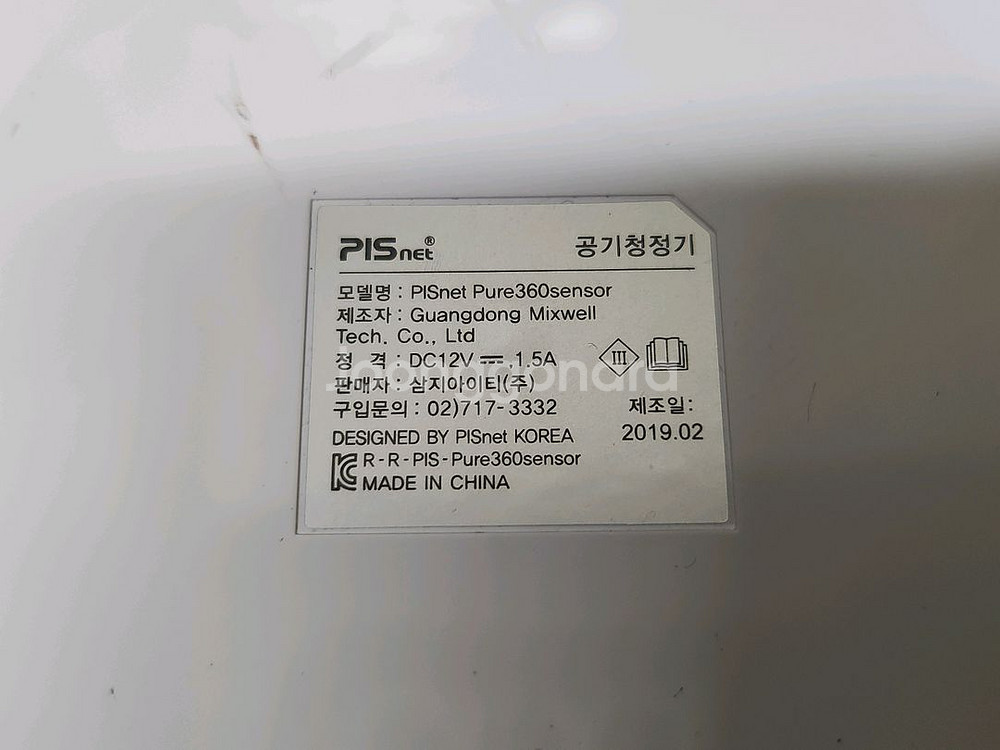 PISnet® 공기청정기
모델명 : PISnet Pure360sensor
제조자 : Guangdong Mixwell
Tech. Co., Ltd
정 격 : DC12V ⎓, 1.5A
III
판매자 : 삼지아이티(주)
joonggonara
구입문의 : 02)717-3332
제조일:
2019.02
DESIGNED BY PISnet KOREA
R-R-PIS-Pure360sensor
MADE IN CHINA